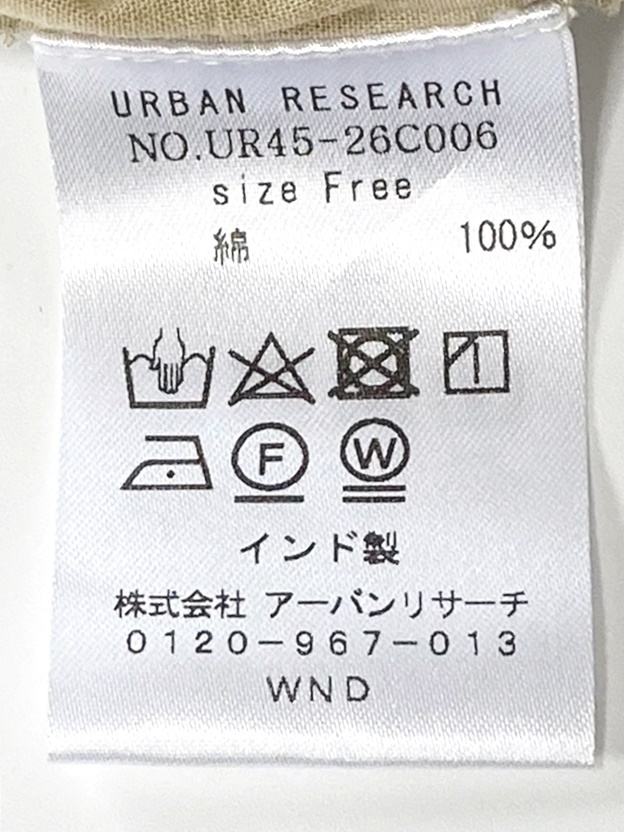 URBAN RESEARCH
NO.UR45-26C006
size Free
綿 100%
F W
インド製
株式会社 アーバンリサーチ
0120-967-013
WND